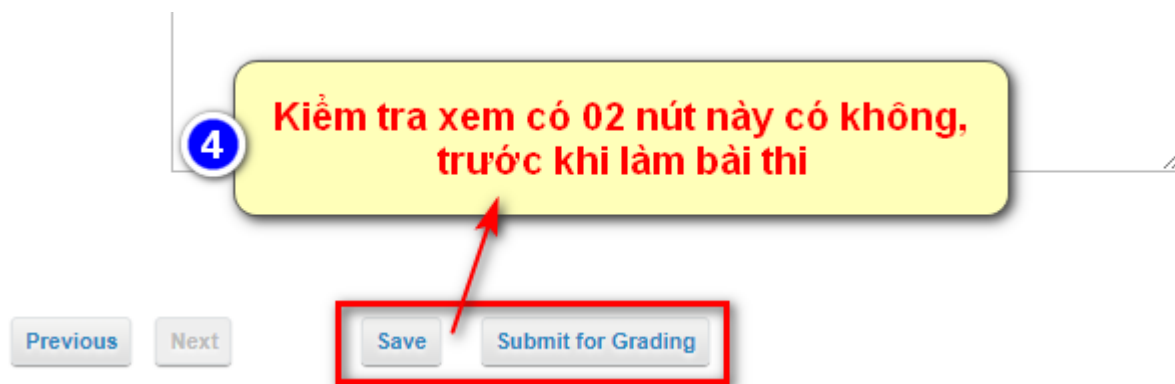 4
Kiểm tra xem có 02 nút này có không,
trước khi làm bài thi
Previous Next Save Submit for Grading